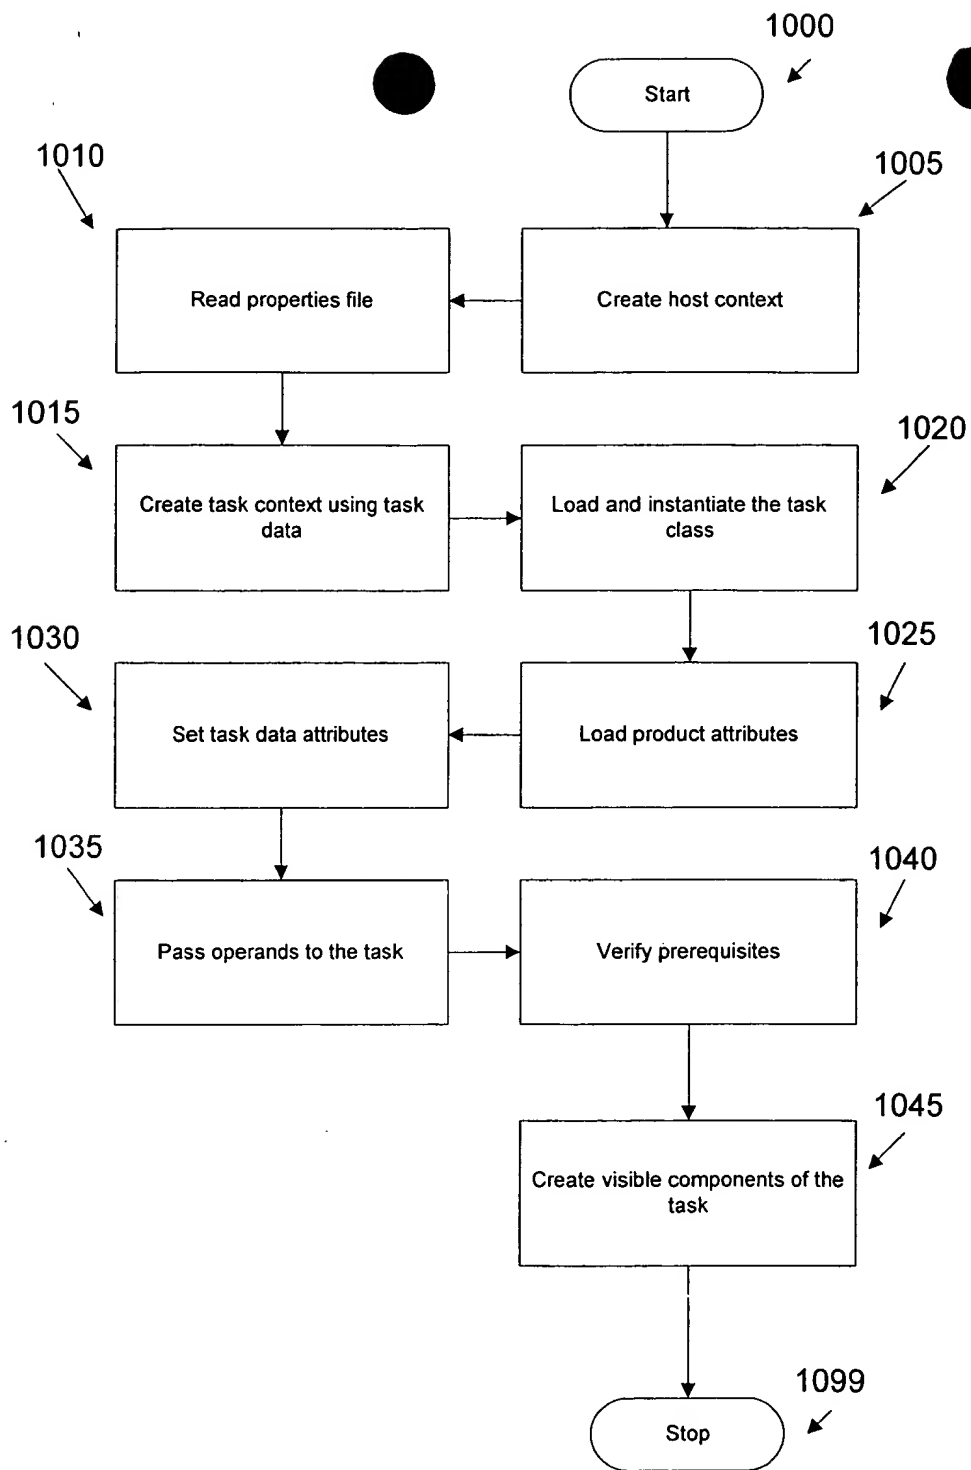 1000
Start
1010
1005
Read properties file
Create host context
1015
1020
Create task context using task
data
Load and instantiate the task
class
1030
1025
Set task data attributes
Load product attributes
1035
1040
Pass operands to the task
Verify prerequisites
1045
Create visible components of the
task
1099
Stop